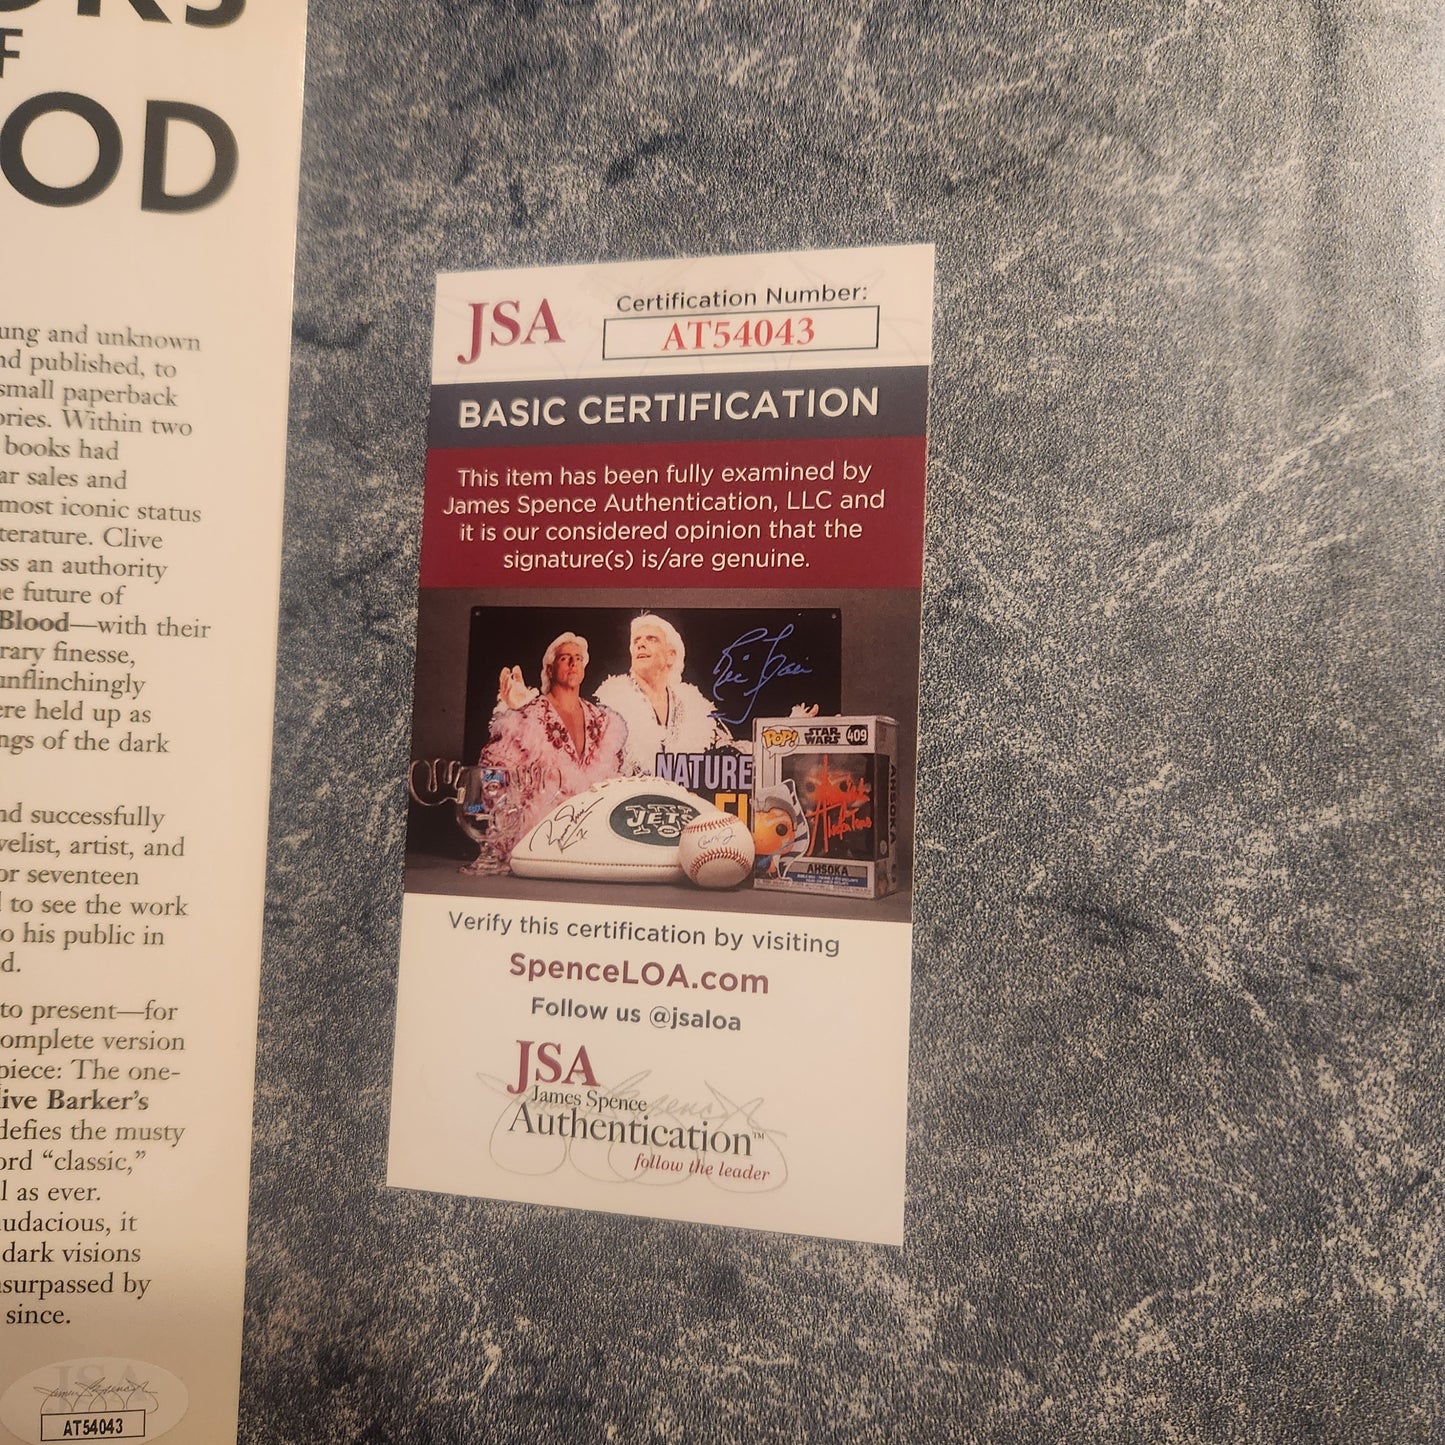 OD
ung and unknown
nd published, to
small paperback
ories. Within two
books had
ar sales and
most iconic status
terature. Clive
ss an authority
e future of
Blood—with their
rary finesse,
unflinchingly
ere held up as
ngs of the dark
nd successfully
velist, artist, and
or seventeen
to see the work
o his public in
d.
to present—for
omplete version
piece: The one-
ive Barker's
defies the musty
ord “classic,”
l as ever.
udacious, it
dark visions
nsurpassed by
since.
JSA
AT54043
JSA
Certification Number:
AT54043
BASIC CERTIFICATION
This item has been fully examined by
James Spence Authentication, LLC and
it is our considered opinion that the
signature(s) is/are genuine.
NATURE
POP! STAR WARS 409
JETS
AHSOKA
Verify this certification by visiting
SpenceLOA.com
Follow us @jsaloa
JSA
James Spence
Authentication™
follow the leader